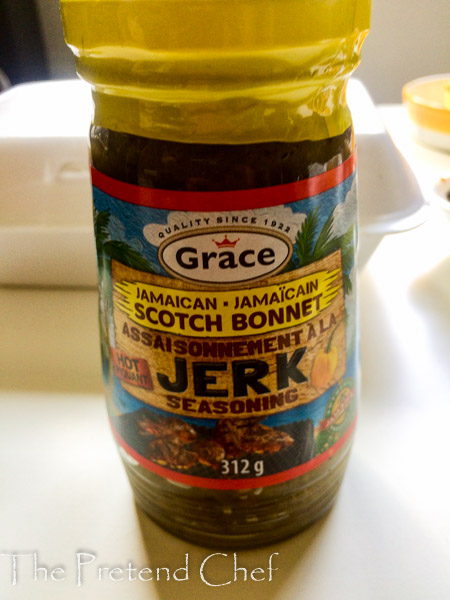 QUALITY SINCE 1922
Grace
JAMAICAN · JAMAÏCAIN
SCOTCH BONNET
ASSAISONNEMENT À LA
HOT
JERK
SEASONING
312 g
The Pretend Chef